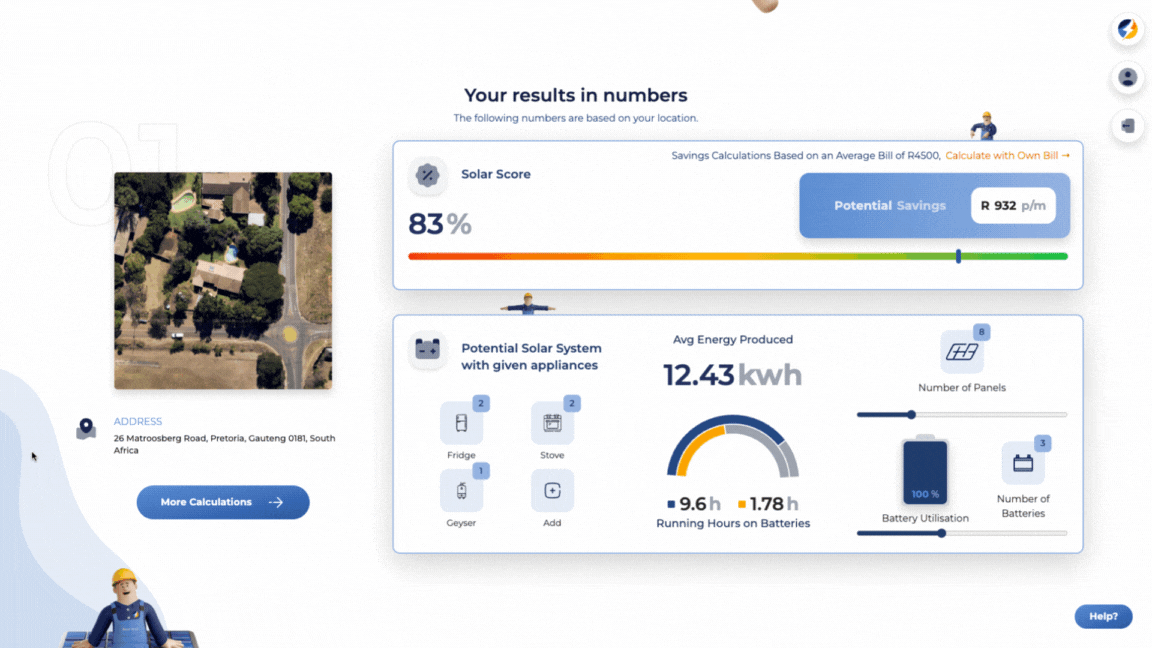 Your results in numbers
The following numbers are based on your location.
01
Savings Calculations Based on an Average Bill of R4500, Calculate with Own Bill →
Solar Score
83%
Potential Savings
R 932 p/m
ADDRESS
26 Matroosberg Road, Pretoria, Gauteng 0181, South
Africa
More Calculations →
Potential Solar System
with given appliances
2
Fridge
2
Stove
1
Geyser
Add
Avg Energy Produced
12.43kwh
9.6h 1.78h
Running Hours on Batteries
8
Number of Panels
100 %
Battery Utilisation
3
Number of
Batteries
Help?